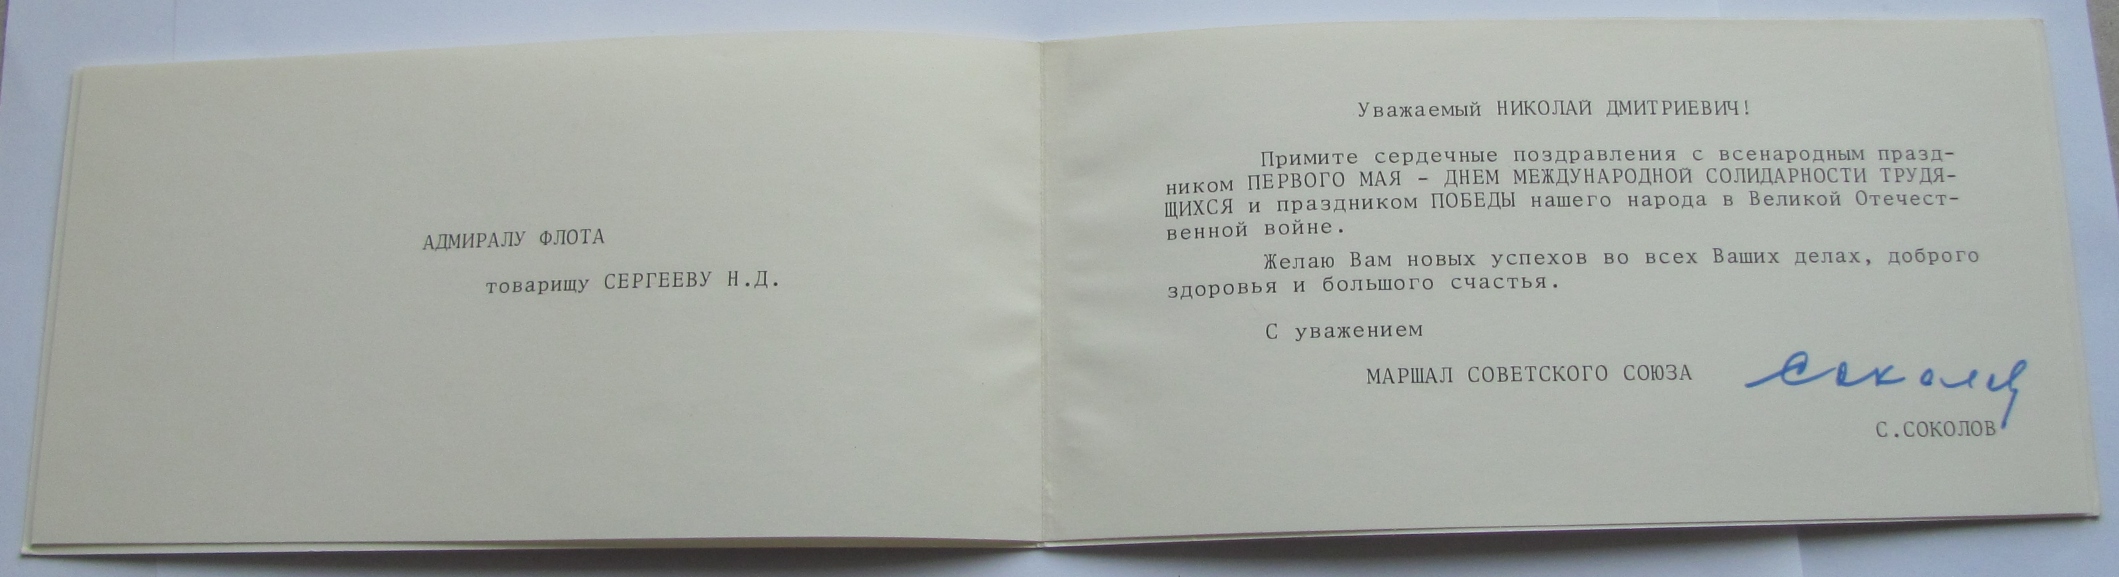 АДМИРАЛУ ФЛОТА
товарищу СЕРГЕЕВУ Н.Д.
Уважаемый НИКОЛАЙ ДМИТРИЕВИЧ!
Примите сердечные поздравления с всенародным празд-
ником ПЕРВОГО МАЯ - ДНЕМ МЕЖДУНАРОДНОЙ СОЛИДАРНОСТИ ТРУДЯ-
ЩИХСЯ и праздником ПОБЕДЫ нашего народа в Великой Отечест-
венной войне.
Желаю Вам новых успехов во всех Ваших делах, доброго
здоровья и большого счастья.
С уважением
МАРШАЛ СОВЕТСКОГО СОЮЗА Соколов
С.СОКОЛОВ